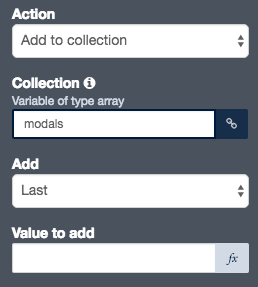 Action
Add to collection
Collection
Variable of type array
modals
Add
Last
Value to add
fx